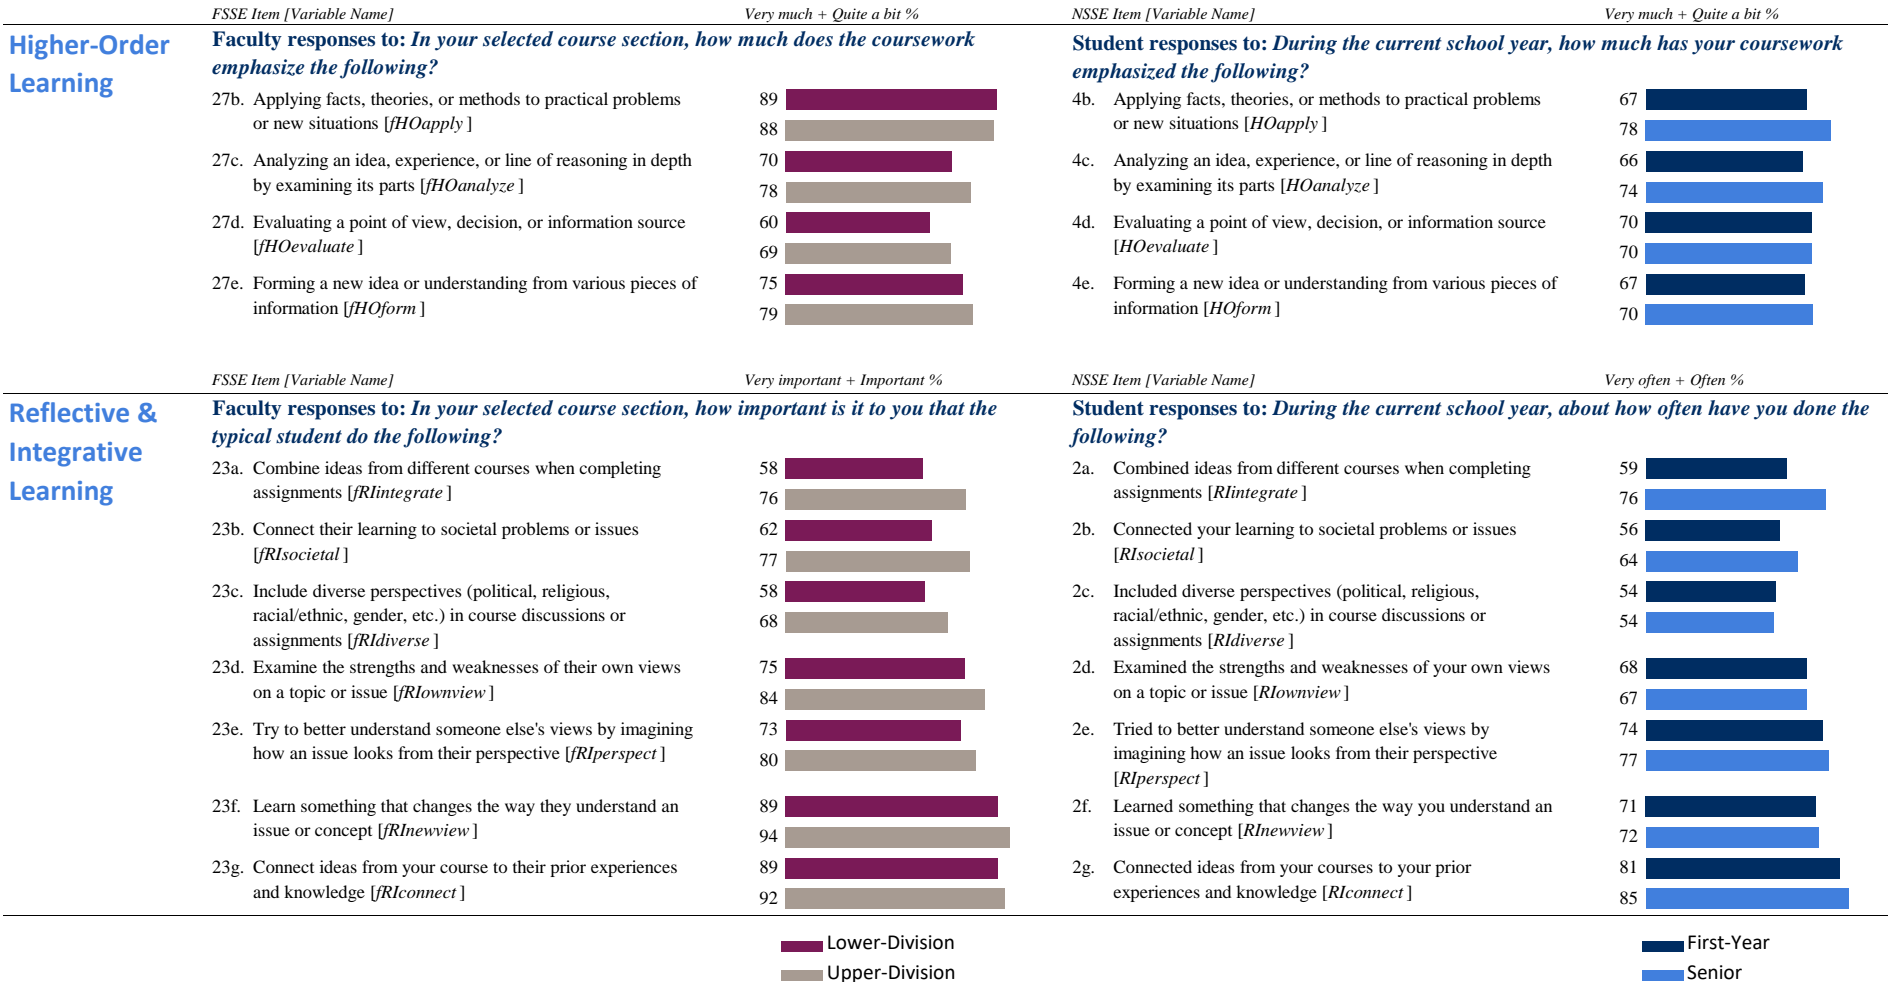 FSSE Item [Variable Name]
Very much + Quite a bit %
NSSE Item [Variable Name]
Very much + Quite a bit %
Higher-Order
Learning
Faculty responses to: In your selected course section, how much does the coursework
emphasize the following?
Student responses to: During the current school year, how much has your coursework
emphasized the following?
27b. Applying facts, theories, or methods to practical problems
or new situations [fHOapply ]
89
88
4b. Applying facts, theories, or methods to practical problems
or new situations [HOapply ]
67
78
27c. Analyzing an idea, experience, or line of reasoning in depth
by examining its parts [fHOanalyze ]
70
78
4c. Analyzing an idea, experience, or line of reasoning in depth
by examining its parts [HOanalyze ]
66
74
27d. Evaluating a point of view, decision, or information source
[fHOevaluate ]
60
69
4d. Evaluating a point of view, decision, or information source
[HOevaluate ]
70
70
27e. Forming a new idea or understanding from various pieces of
information [fHOform ]
75
79
4e. Forming a new idea or understanding from various pieces of
information [HOform ]
67
70
FSSE Item [Variable Name]
Very important + Important %
NSSE Item [Variable Name]
Very often + Often %
Reflective &
Integrative
Learning
Faculty responses to: In your selected course section, how important is it to you that the
typical student do the following?
Student responses to: During the current school year, about how often have you done the
following?
23a. Combine ideas from different courses when completing
assignments [fRIintegrate ]
58
76
2a. Combined ideas from different courses when completing
assignments [RIintegrate ]
59
76
23b. Connect their learning to societal problems or issues
[fRIsocietal ]
62
77
2b. Connected your learning to societal problems or issues
[RIsocietal ]
56
64
23c. Include diverse perspectives (political, religious,
racial/ethnic, gender, etc.) in course discussions or
assignments [fRIdiverse ]
58
68
2c. Included diverse perspectives (political, religious,
racial/ethnic, gender, etc.) in course discussions or
assignments [RIdiverse ]
54
54
23d. Examine the strengths and weaknesses of their own views
on a topic or issue [fRIownview ]
75
84
2d. Examined the strengths and weaknesses of your own views
on a topic or issue [RIownview ]
68
67
23e. Try to better understand someone else's views by imagining
how an issue looks from their perspective [fRIperspect ]
73
80
2e. Tried to better understand someone else's views by
imagining how an issue looks from their perspective
[RIperspect ]
74
77
23f. Learn something that changes the way they understand an
issue or concept [fRInewview ]
89
94
2f. Learned something that changes the way you understand an
issue or concept [RInewview ]
71
72
23g. Connect ideas from your course to their prior experiences
and knowledge [fRIconnect ]
89
92
2g. Connected ideas from your courses to your prior
experiences and knowledge [RIconnect ]
81
85
Lower-Division
Upper-Division
First-Year
Senior